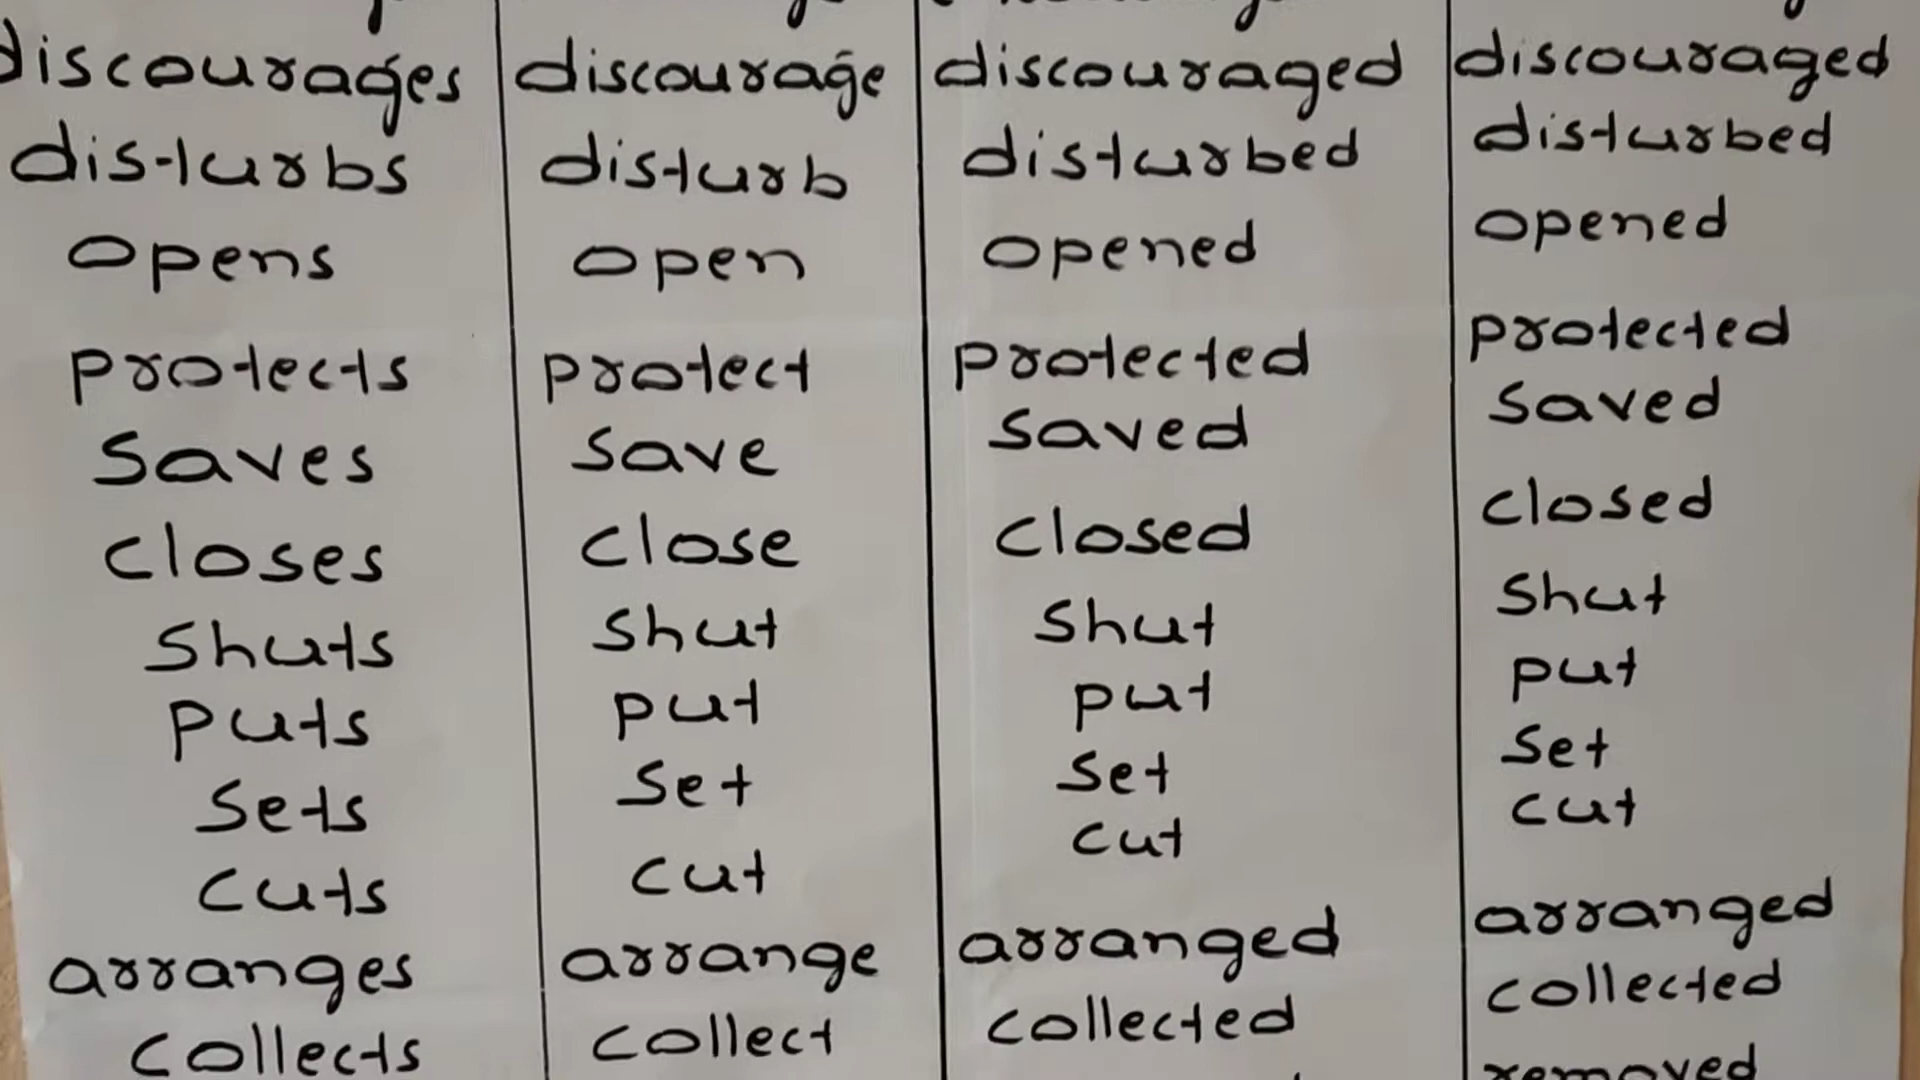 discourages discourage discouraged discouraged
disturbs disturb disturbed disturbed
opens open opened opened
protects protect protected protected
saves save saved saved
closes close closed closed
shuts shut shut shut
puts put put put
sets set set set
cuts cut cut cut
arranges arrange arranged arranged
collects collect collected collected
removed